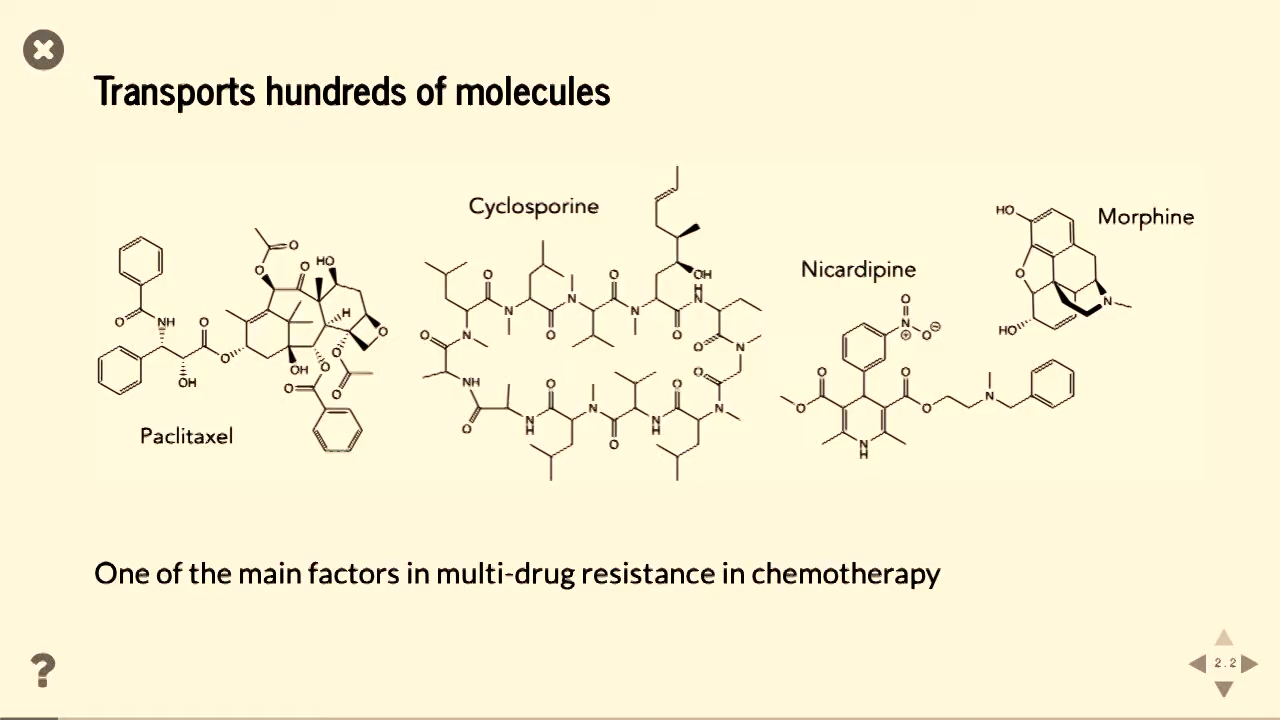 Transports hundreds of molecules
Cyclosporine
Morphine
Nicardipine
Paclitaxel
One of the main factors in multi-drug resistance in chemotherapy
?
2.2